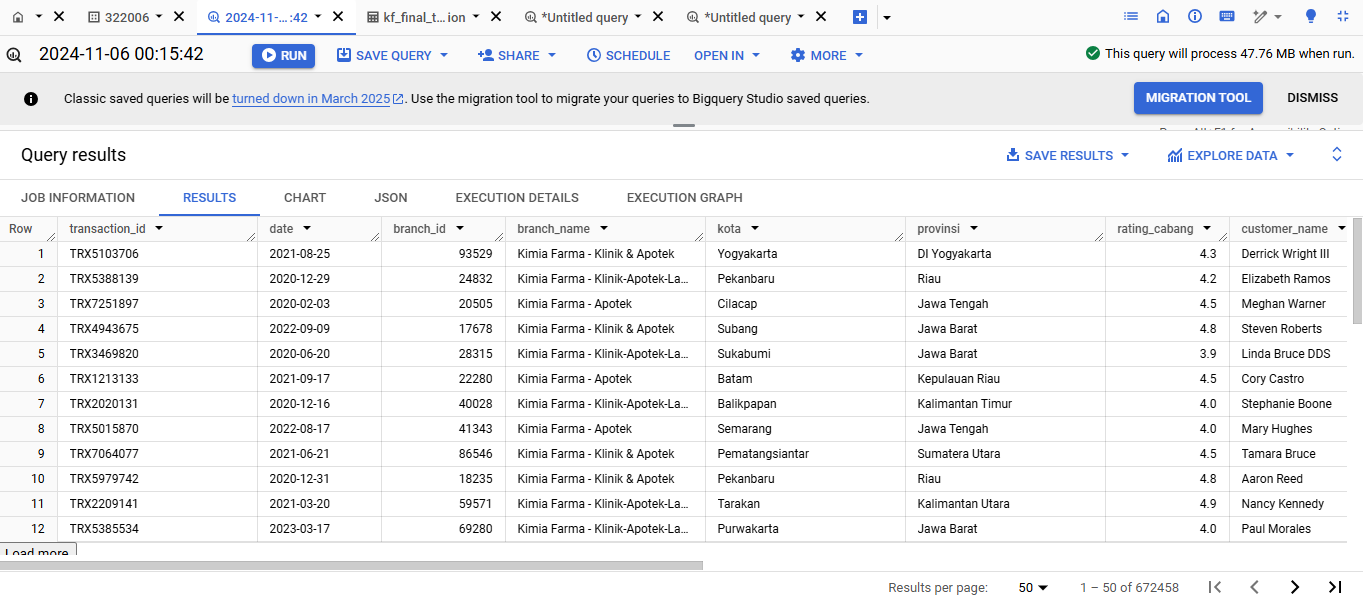 322006 2024-11-...:42 kf_final_t...ion *Untitled query *Untitled query
2024-11-06 00:15:42 RUN SAVE QUERY SHARE SCHEDULE OPEN IN MORE This query will process 47.76 MB when run.
Classic saved queries will be turned down in March 2025. Use the migration tool to migrate your queries to Bigquery Studio saved queries. MIGRATION TOOL DISMISS
Query results SAVE RESULTS EXPLORE DATA
JOB INFORMATION RESULTS CHART JSON EXECUTION DETAILS EXECUTION GRAPH
Row transaction_id date branch_id branch_name kota provinsi rating_cabang customer_name
1 TRX5103706 2021-08-25 93529 Kimia Farma - Klinik & Apotek Yogyakarta DI Yogyakarta 4.3 Derrick Wright III
2 TRX5388139 2020-12-29 24832 Kimia Farma - Klinik-Apotek-La... Pekanbaru Riau 4.2 Elizabeth Ramos
3 TRX7251897 2020-02-03 20505 Kimia Farma - Apotek Cilacap Jawa Tengah 4.5 Meghan Warner
4 TRX4943675 2022-09-09 17678 Kimia Farma - Klinik & Apotek Subang Jawa Barat 4.8 Steven Roberts
5 TRX3469820 2020-06-20 28315 Kimia Farma - Klinik-Apotek-La... Sukabumi Jawa Barat 3.9 Linda Bruce DDS
6 TRX1213133 2021-09-17 22280 Kimia Farma - Apotek Batam Kepulauan Riau 4.5 Cory Castro
7 TRX2020131 2020-12-16 40028 Kimia Farma - Klinik-Apotek-La... Balikpapan Kalimantan Timur 4.0 Stephanie Boone
8 TRX5015870 2022-08-17 41343 Kimia Farma - Apotek Semarang Jawa Tengah 4.0 Mary Hughes
9 TRX7064077 2021-06-21 86546 Kimia Farma - Klinik & Apotek Pematangsiantar Sumatera Utara 4.5 Tamara Bruce
10 TRX5979742 2020-12-31 18235 Kimia Farma - Klinik & Apotek Pekanbaru Riau 4.8 Aaron Reed
11 TRX2209141 2021-03-20 59571 Kimia Farma - Klinik-Apotek-La... Tarakan Kalimantan Utara 4.9 Nancy Kennedy
12 TRX5385534 2023-03-17 69280 Kimia Farma - Klinik-Apotek-La... Purwakarta Jawa Barat 4.0 Paul Morales
Load more
Results per page: 50 1 – 50 of 672458